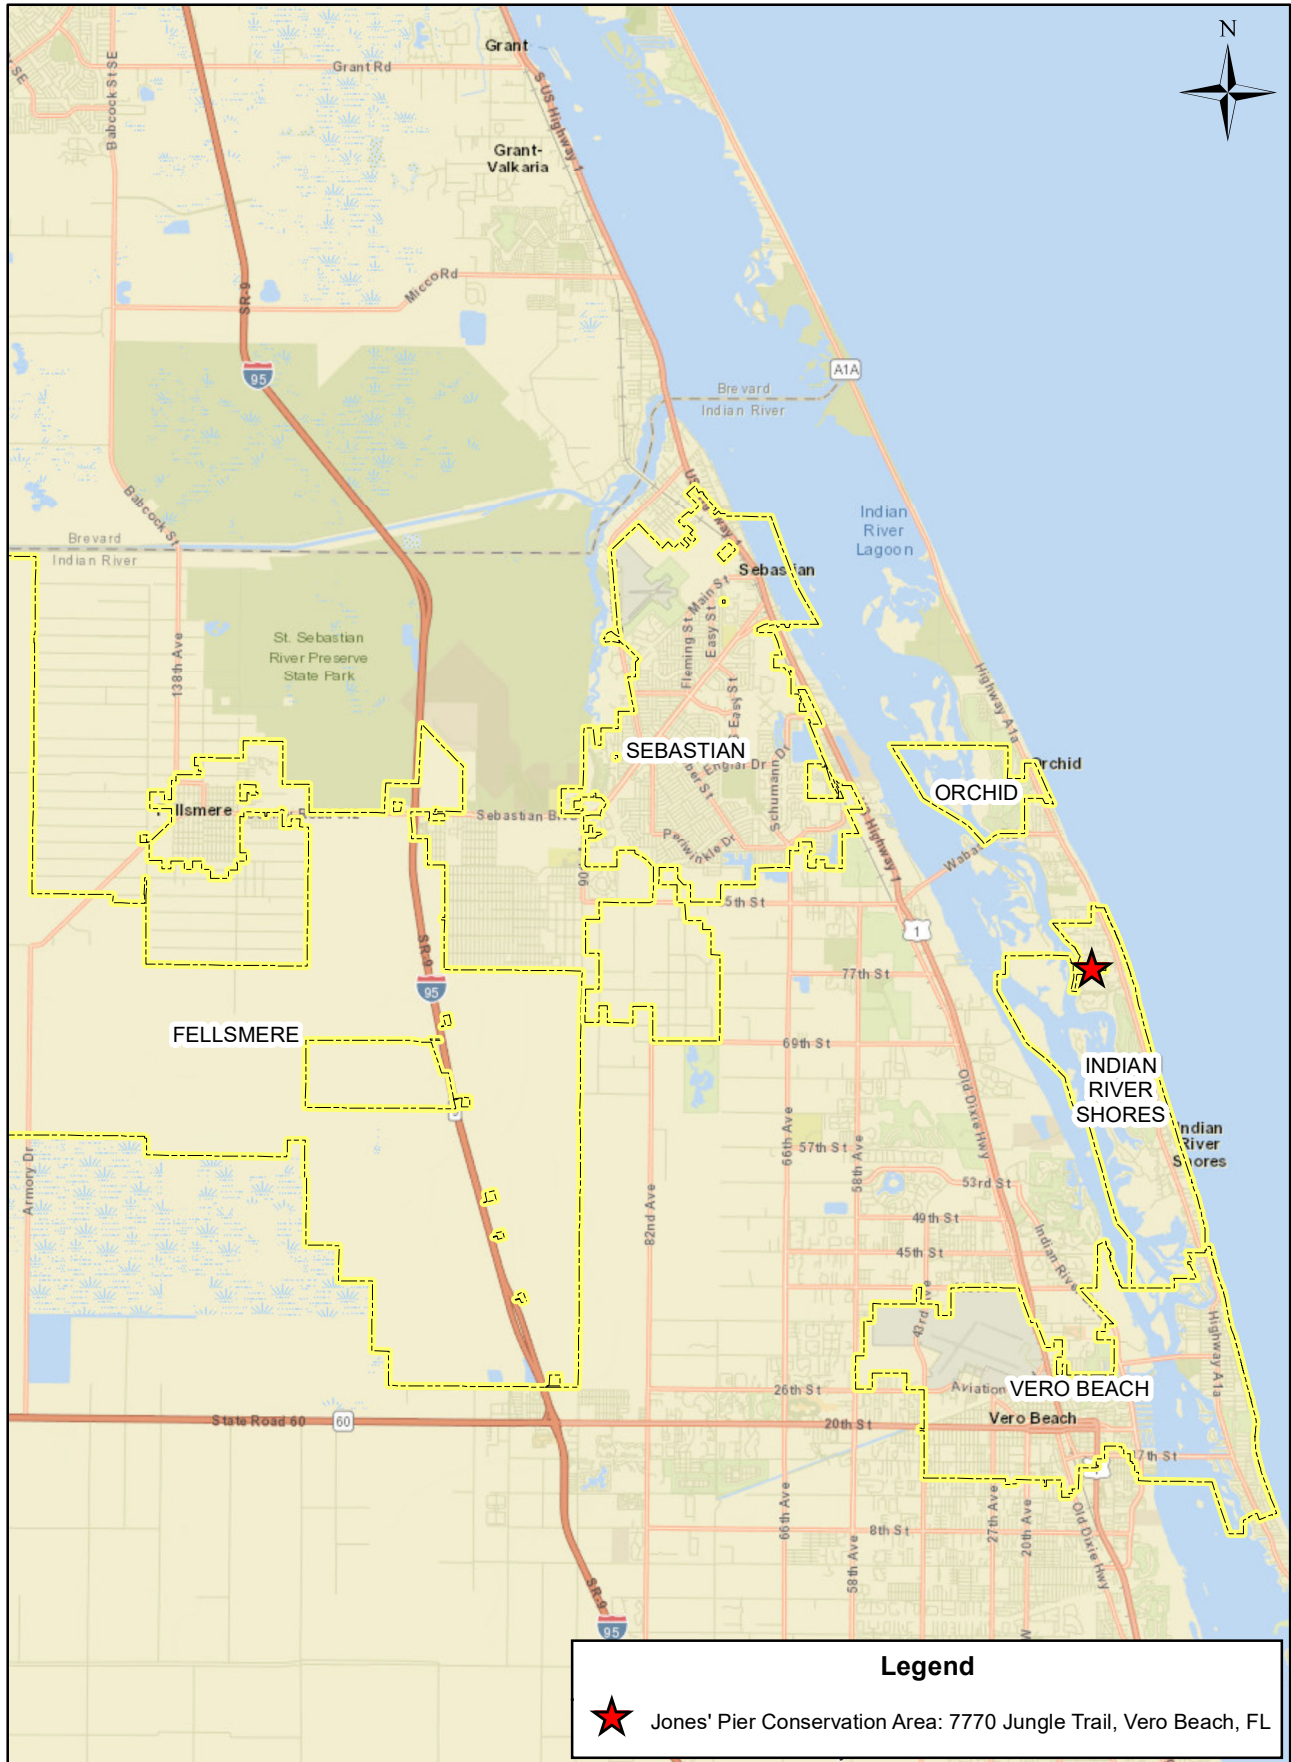 N
Grant
Grant Rd
Babcock St SE
S US Highway 1
Grant-
Valkaria
Micco Rd
SR-9
95
A1A
Brevard
Indian River
Babcock St
Brevard
Indian River
Indian
River
Lagoon
Sebastian
Main St
Fleming St
Easy St
138th Ave
St. Sebastian
River Preserve
State Park
Highway A1a
SEBASTIAN
Easy St
Englar Dr
Schumann Dr
Periwinkle Dr
Orchid
ORCHID
Fellsmere
Sebastian Blvd
Highway 1
5th St
1
SR-9
95
77th St
FELLSMERE
69th St
Old Dixie Hwy
INDIAN
RIVER
SHORES
Indian
River
Shores
66th Ave
57th St
58th Ave
53rd St
Armory Dr
82nd Ave
49th St
45th St
Indian River
43rd Ave
Highway A1a
26th St
Aviation
VERO BEACH
Vero Beach
State Road 60
60
20th St
17th St
66th Ave
8th St
27th Ave
20th Ave
Old Dixie Hwy
58th Ave
SR-9
95
Legend
Jones' Pier Conservation Area: 7770 Jungle Trail, Vero Beach, FL